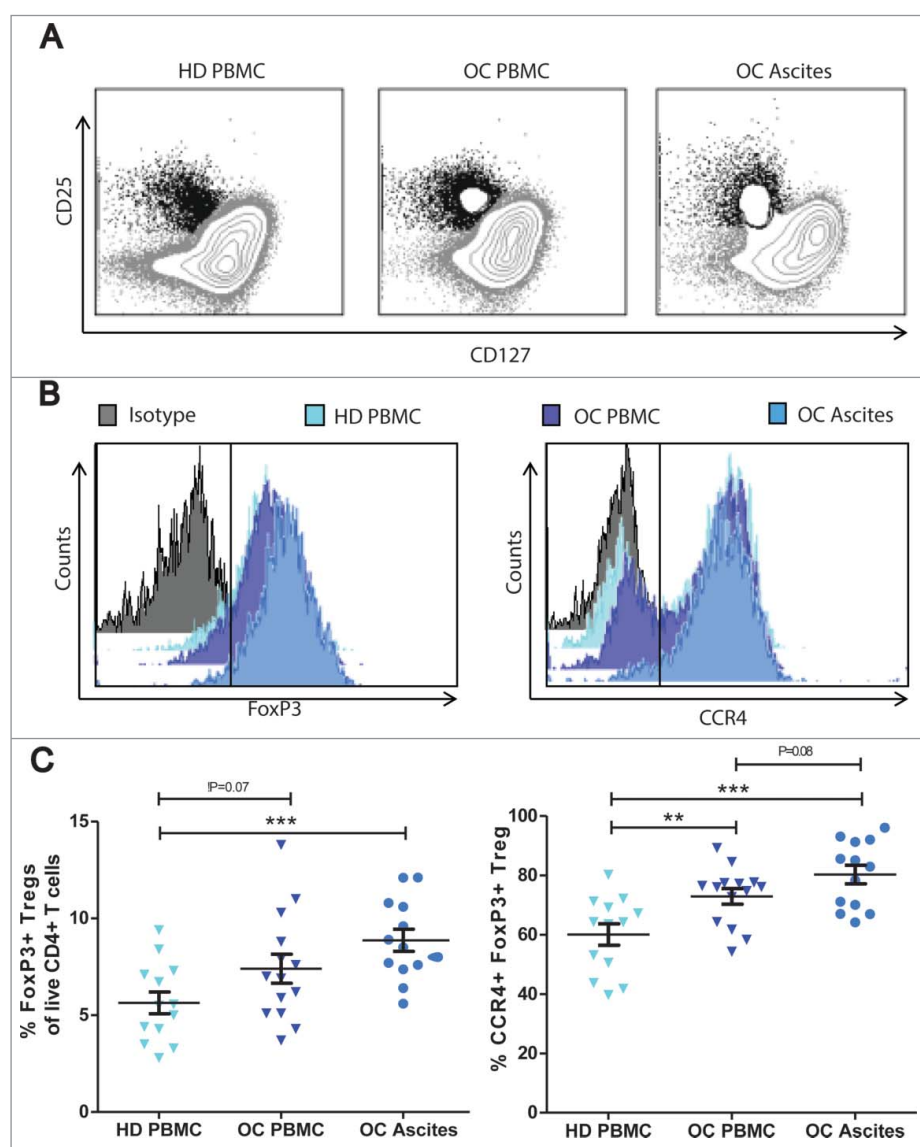 A
HD PBMC
OC PBMC
OC Ascites
CD25
CD127
B
Isotype
HD PBMC
OC PBMC
OC Ascites
Counts
FoxP3
Counts
CCR4
C
!P=0.07
***
15
10
5
0
% FoxP3+ Tregs
of live CD4+ T cells
HD PBMC
OC PBMC
OC Ascites
P=0.08
***
**
100
80
60
40
20
0
% CCR4+ FoxP3+ Treg
HD PBMC
OC PBMC
OC Ascites